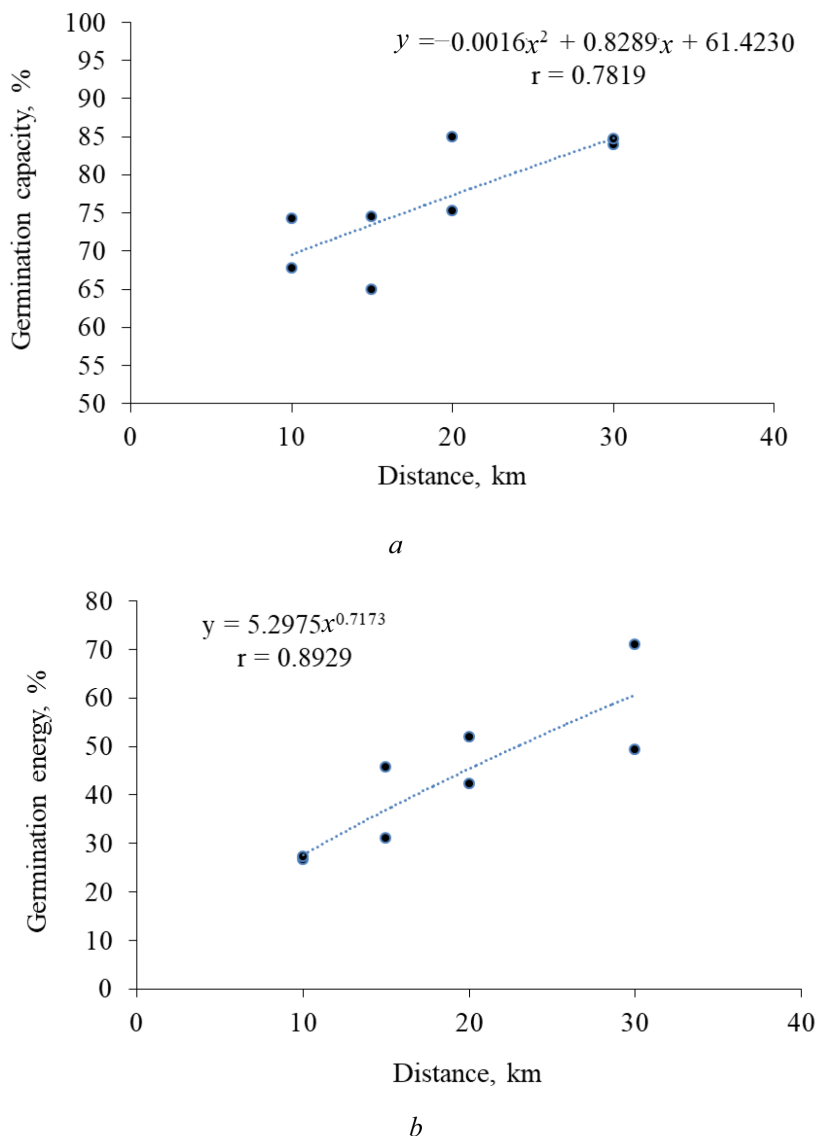 100
95
90
85
80
75
70
65
60
55
50
Germination capacity, %
y =−0.0016x² + 0.8289x + 61.4230
r = 0.7819
0 10 20 30 40
Distance, km
a
80
70
60
50
40
30
20
10
0
Germination energy, %
y = 5.2975x^0.7173
r = 0.8929
0 10 20 30 40
Distance, km
b